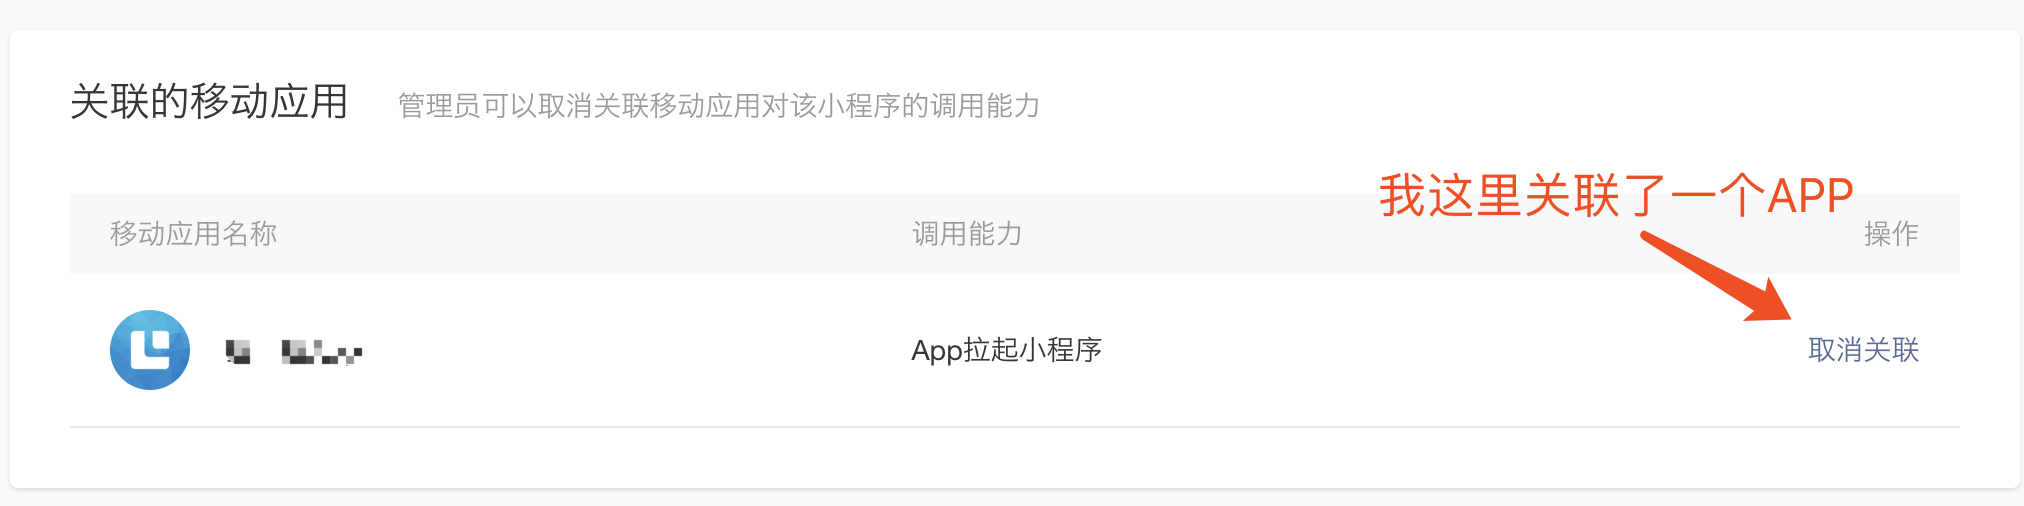 关联的移动应用 管理员可以取消关联移动应用对该小程序的调用能力
我这里关联了一个APP
移动应用名称 调用能力 操作
App拉起小程序 取消关联